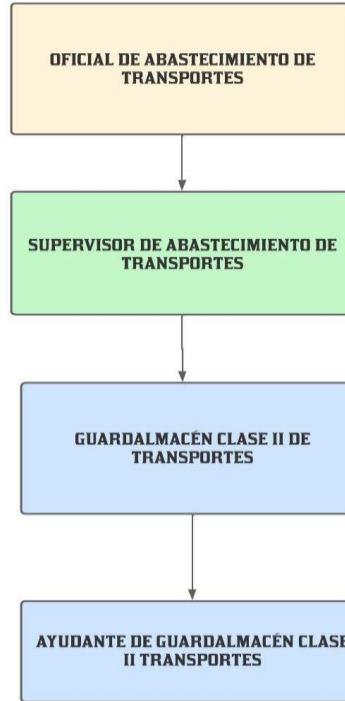 OFICIAL DE ABASTECIMIENTO DE
TRANSPORTES
SUPERVISOR DE ABASTECIMIENTO DE
TRANSPORTES
GUARDALMACÉN CLASE II DE
TRANSPORTES
AYUDANTE DE GUARDALMACÉN CLASE
II TRANSPORTES